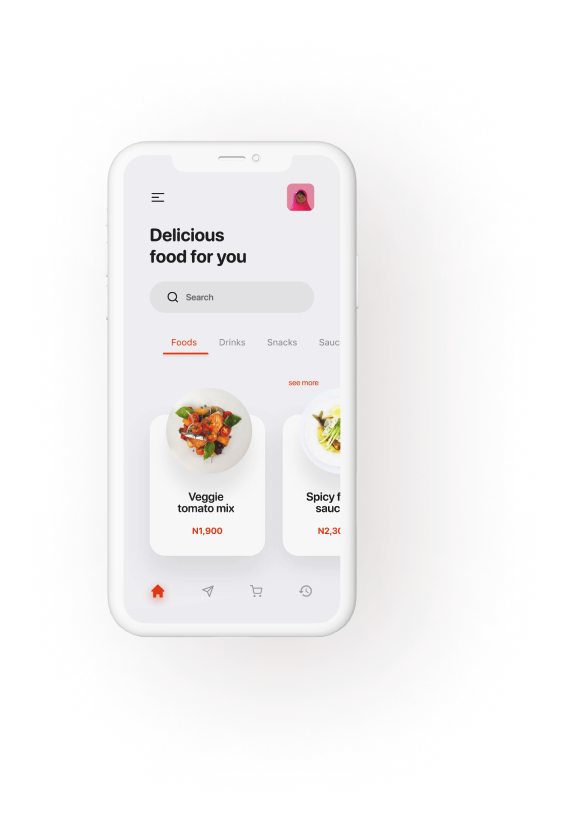 Delicious
food for you
Search
Foods Drinks Snacks Sauc
see more
Veggie
tomato mix
N1,900
Spicy f
sauc
N2,30